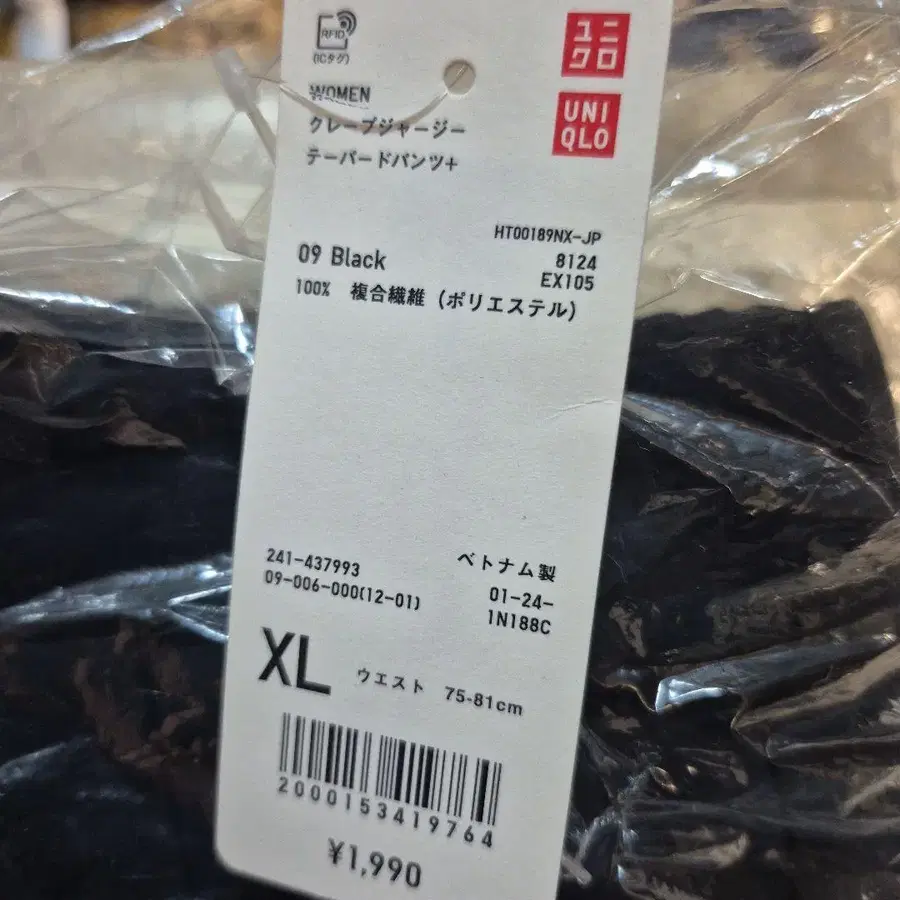 RFID
(ICタグ)
ユニ
クロ
WOMEN
UNI
QLO
クレープジャージー
テーパードパンツ+
HT00189NX-JP
09 Black
8124
EX105
100% 複合繊維 (ポリエステル)
241-437993
ベトナム製
09-006-000(12-01)
01-24-
1N188C
XL ウエスト 75-81cm
2000153419764
¥1,990